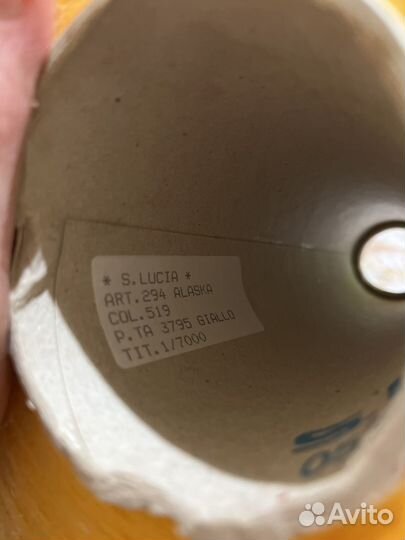 * S.LUCIA *
ART.294 ALASKA
COL.519
P.TA 3795 GIALLO
TIT.1/7000
Avito